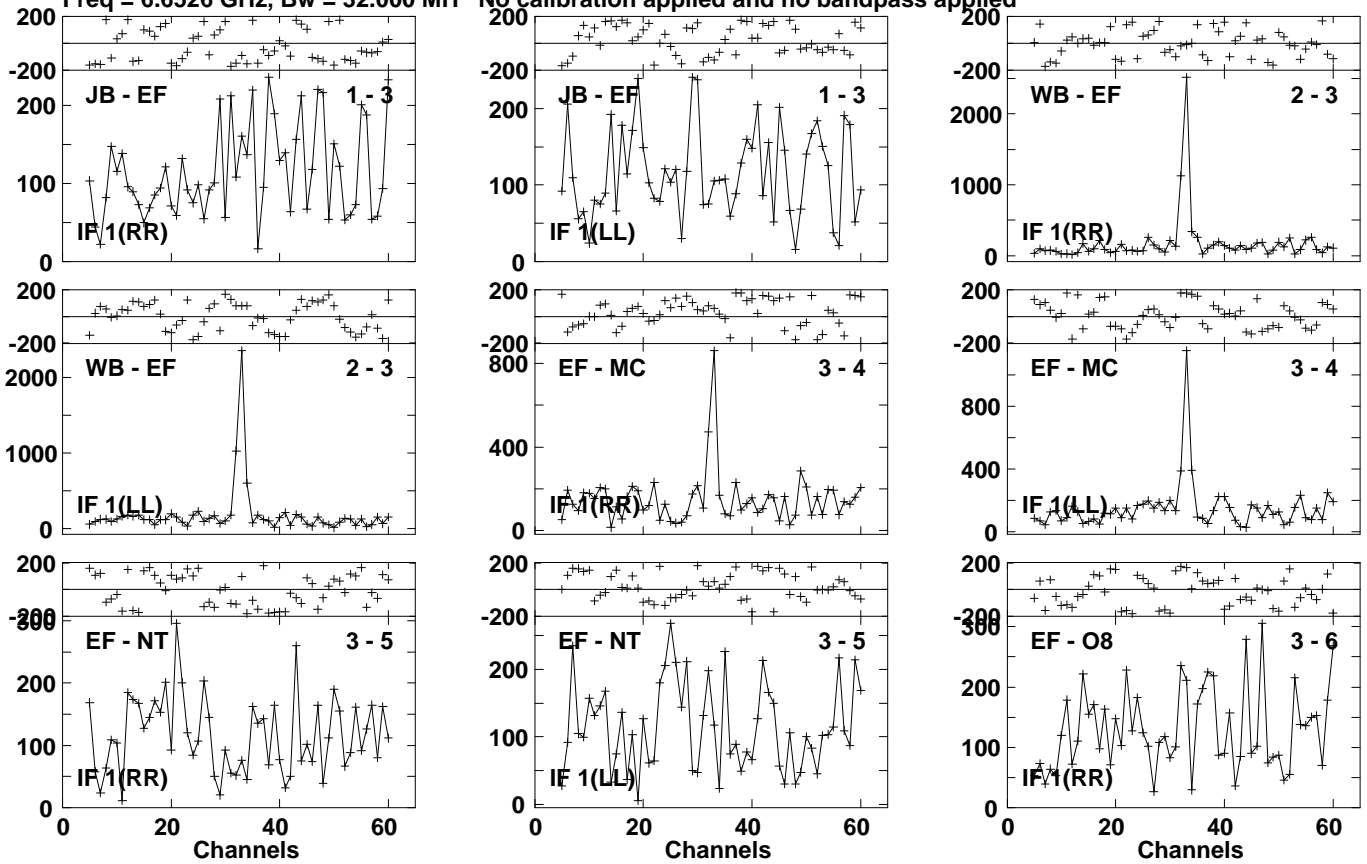 Freq = 6.6526 GHz, Bw = 32.000 MH No calibration applied and no bandpass applied
200 200 200
-200 -200 -200
JB - EF 1 - 3 JB - EF 1 - 3 WB - EF 2 - 3
200 200 2000
100 100 1000
IF 1(RR) IF 1(LL) IF 1(RR)
0 0 0
200 200 200
-200 -200 -200
WB - EF 2 - 3 EF - MC 3 - 4 EF - MC 3 - 4
2000 800 800
1000 400 400
IF 1(LL) IF 1(RR) IF 1(LL)
0 0 0
200 200 200
-200 -200 -200
300 300
EF - NT 3 - 5 EF - NT 3 - 5 EF - O8 3 - 6
200 200 200
100 100 100
IF 1(RR) IF 1(LL) IF 1(RR)
0 0 0
0 20 40 60 0 20 40 60 0 20 40 60
Channels Channels Channels